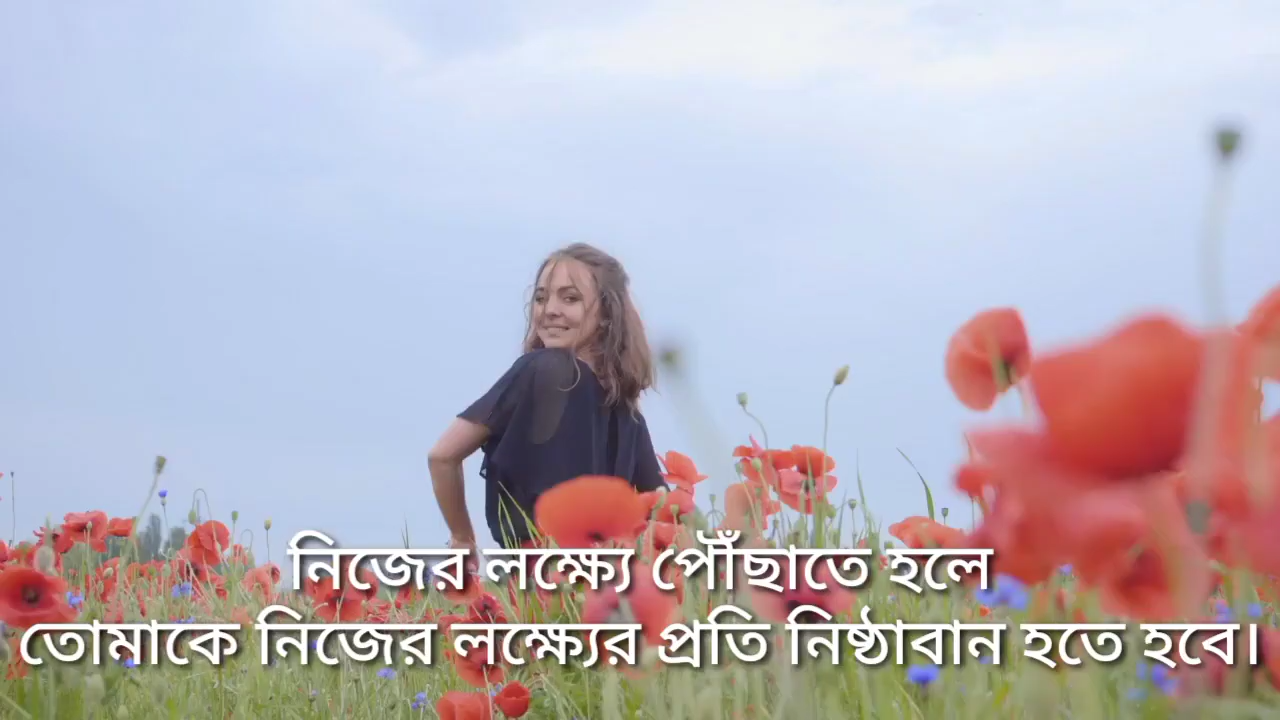 নিজের লক্ষ্যে পৌঁছাতে হলে
তোমাকে নিজের লক্ষ্যের প্রতি নিষ্ঠাবান হতে হবে।